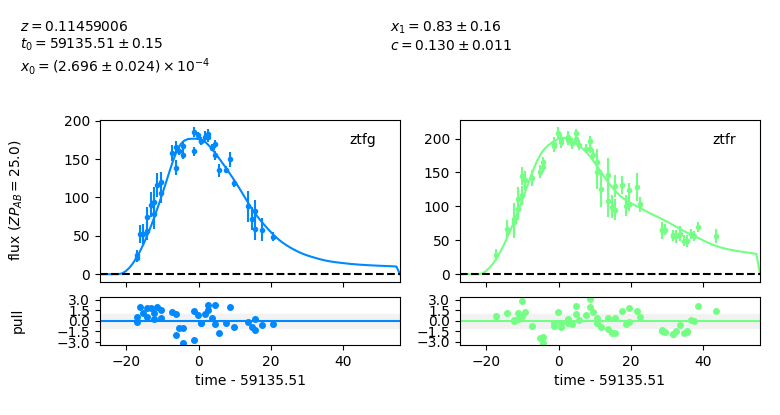 z = 0.11459006
t₀ = 59135.51 ± 0.15
x₀ = (2.696 ± 0.024) × 10⁻⁴
x₁ = 0.83 ± 0.16
c = 0.130 ± 0.011
flux (ZP_AB = 25.0)
200
150
100
50
0
ztfg
200
150
100
50
0
ztfr
pull
3.0
1.5
0.0
−1.5
−3.0
3.0
1.5
0.0
−1.5
−3.0
−20 0 20 40
−20 0 20 40
time - 59135.51
time - 59135.51